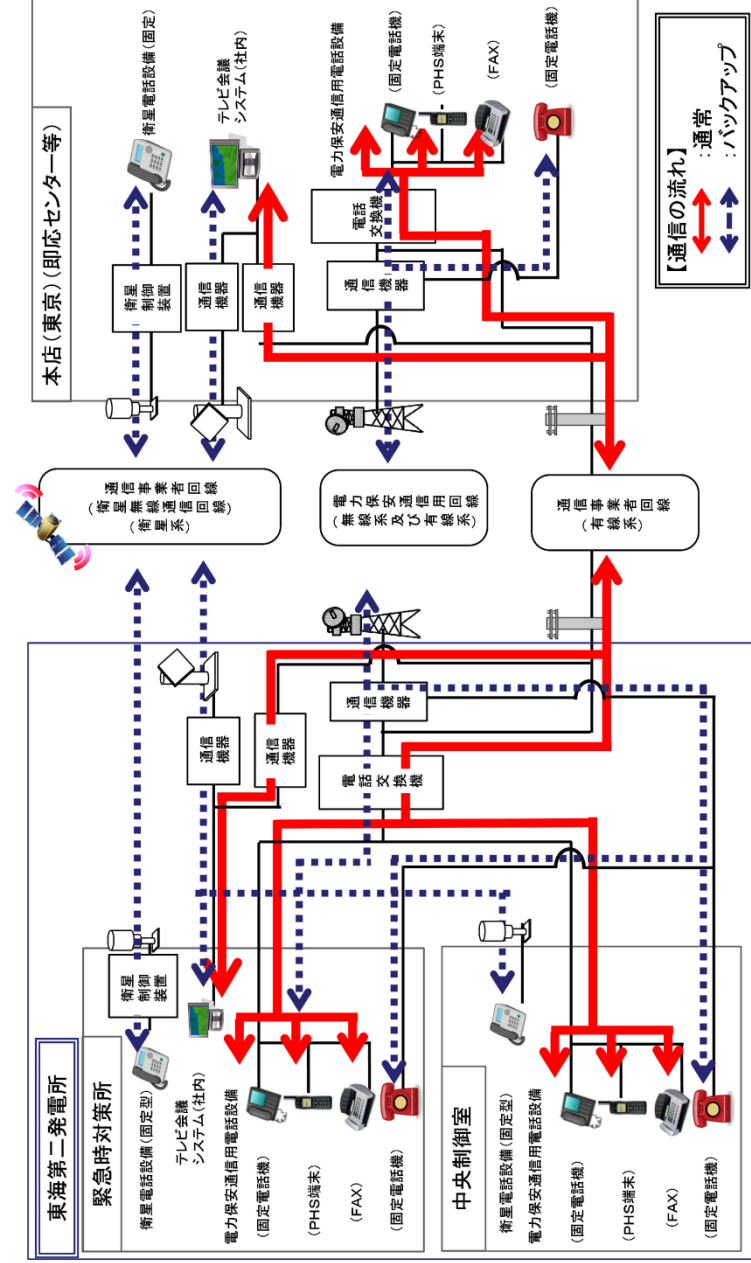 東海第二発電所
緊急時対策所
衛星電話設備(固定型)
テレビ会議
システム(社内)
電力保安通信用電話設備
(固定電話機)
(PHS端末)
(FAX)
(固定電話機)
衛星
制御
装置
通信
機器
通信
機器
電話
交換
機
通信
機器
中央制御室
衛星電話設備(固定型)
電力保安通信用電話設備
(固定電話機)
(PHS端末)
(FAX)
(固定電話機)
通信事業者回線
(衛星無線通信回線)
(衛星系)
電力保安通信用回線
(無線系及び有線系)
通信事業者回線
(有線系)
本店(東京)(即応センター等)
衛星
制御
装置
通信
機器
通信
機器
電話
交換機
通信
機器
衛星電話設備(固定)
テレビ会議
システム(社内)
電力保安通信用電話設備
(固定電話機)
(PHS端末)
(FAX)
(固定電話機)
【通信の流れ】
:通常
:バックアップ